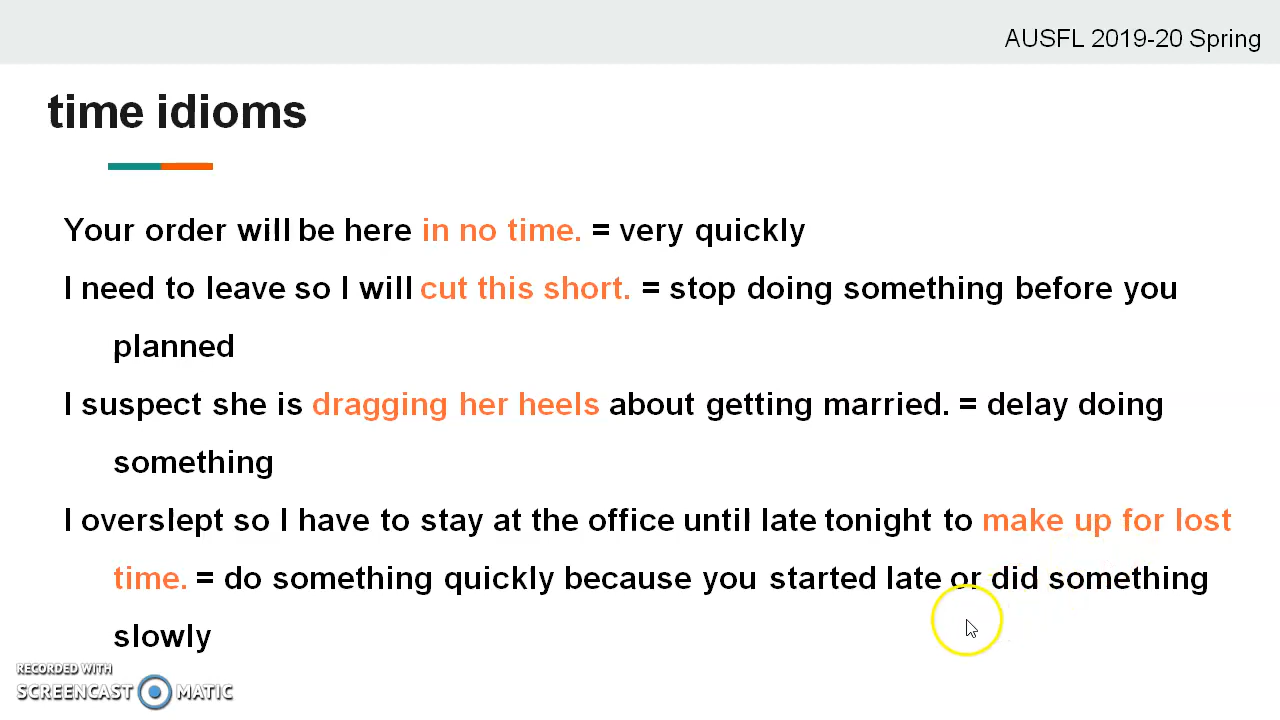 AUSFL 2019-20 Spring
time idioms
Your order will be here in no time. = very quickly
I need to leave so I will cut this short. = stop doing something before you
planned
I suspect she is dragging her heels about getting married. = delay doing
something
I overslept so I have to stay at the office until late tonight to make up for lost
time. = do something quickly because you started late or did something
slowly
RECORDED WITH
SCREENCAST MATIC